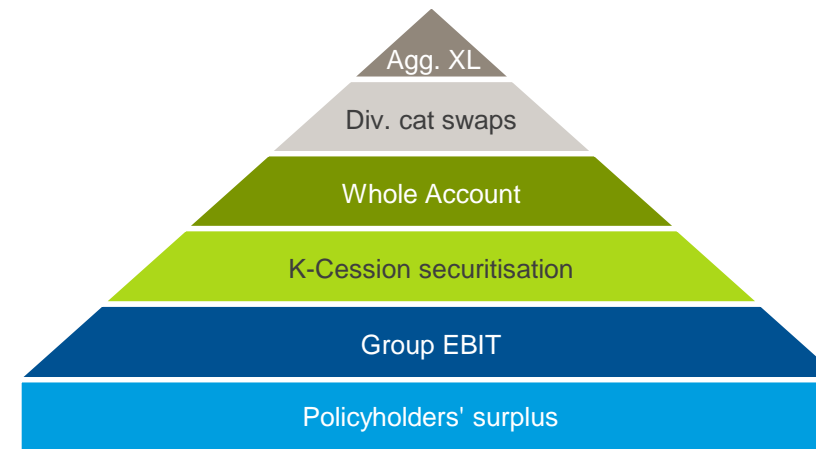 Agg. XL
Div. cat swaps
Whole Account
K-Cession securitisation
Group EBIT
Policyholders' surplus